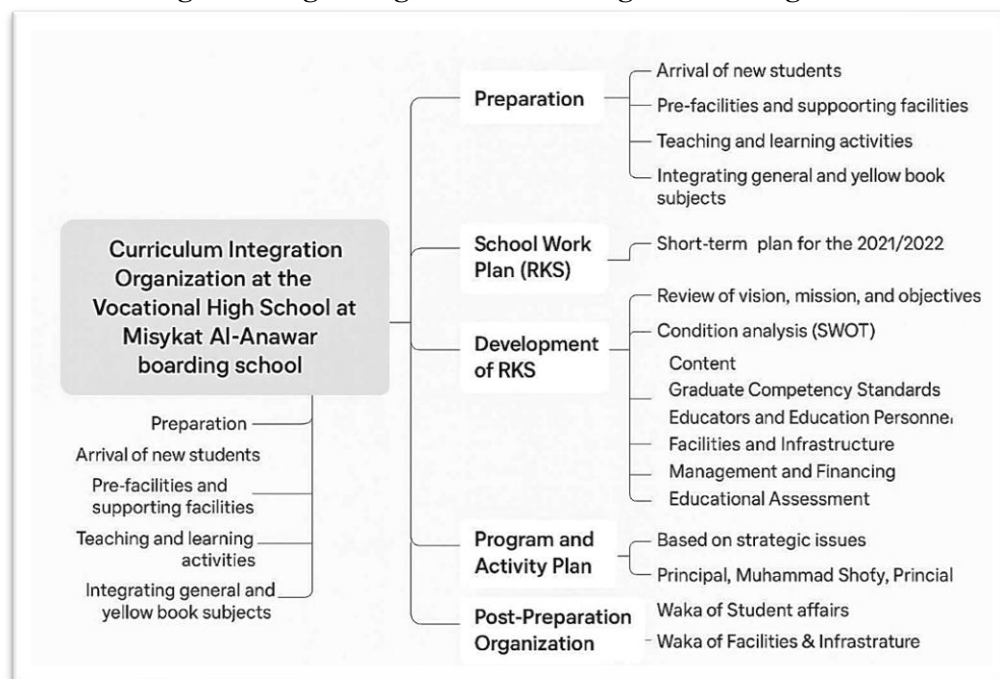 Curriculum Integration
Organization at the
Vocational High School at
Misykat Al-Anawar
boarding school
Preparation
Arrival of new students
Pre-facilities and
supporting facilities
Teaching and learning
activities
Integrating general and
yellow book subjects
Preparation
Arrival of new students
Pre-facilities and suppoorting facilities
Teaching and learning activities
Integrating general and yellow book
subjects
School Work
Plan (RKS)
Short-term plan for the 2021/2022
Development
of RKS
Review of vision, mission, and objectives
Condition analysis (SWOT)
Content
Graduate Competency Standards
Educators and Education
Facilities and Infrastructure
Management and Financing
Educational Assessment
Program and
Activity Plan
Based on strategic issues
Principal, Muhammad Shofy, Princial
Post-Preparation
Organization
Waka of Student affairs
Waka of Facilities & Infrastrature